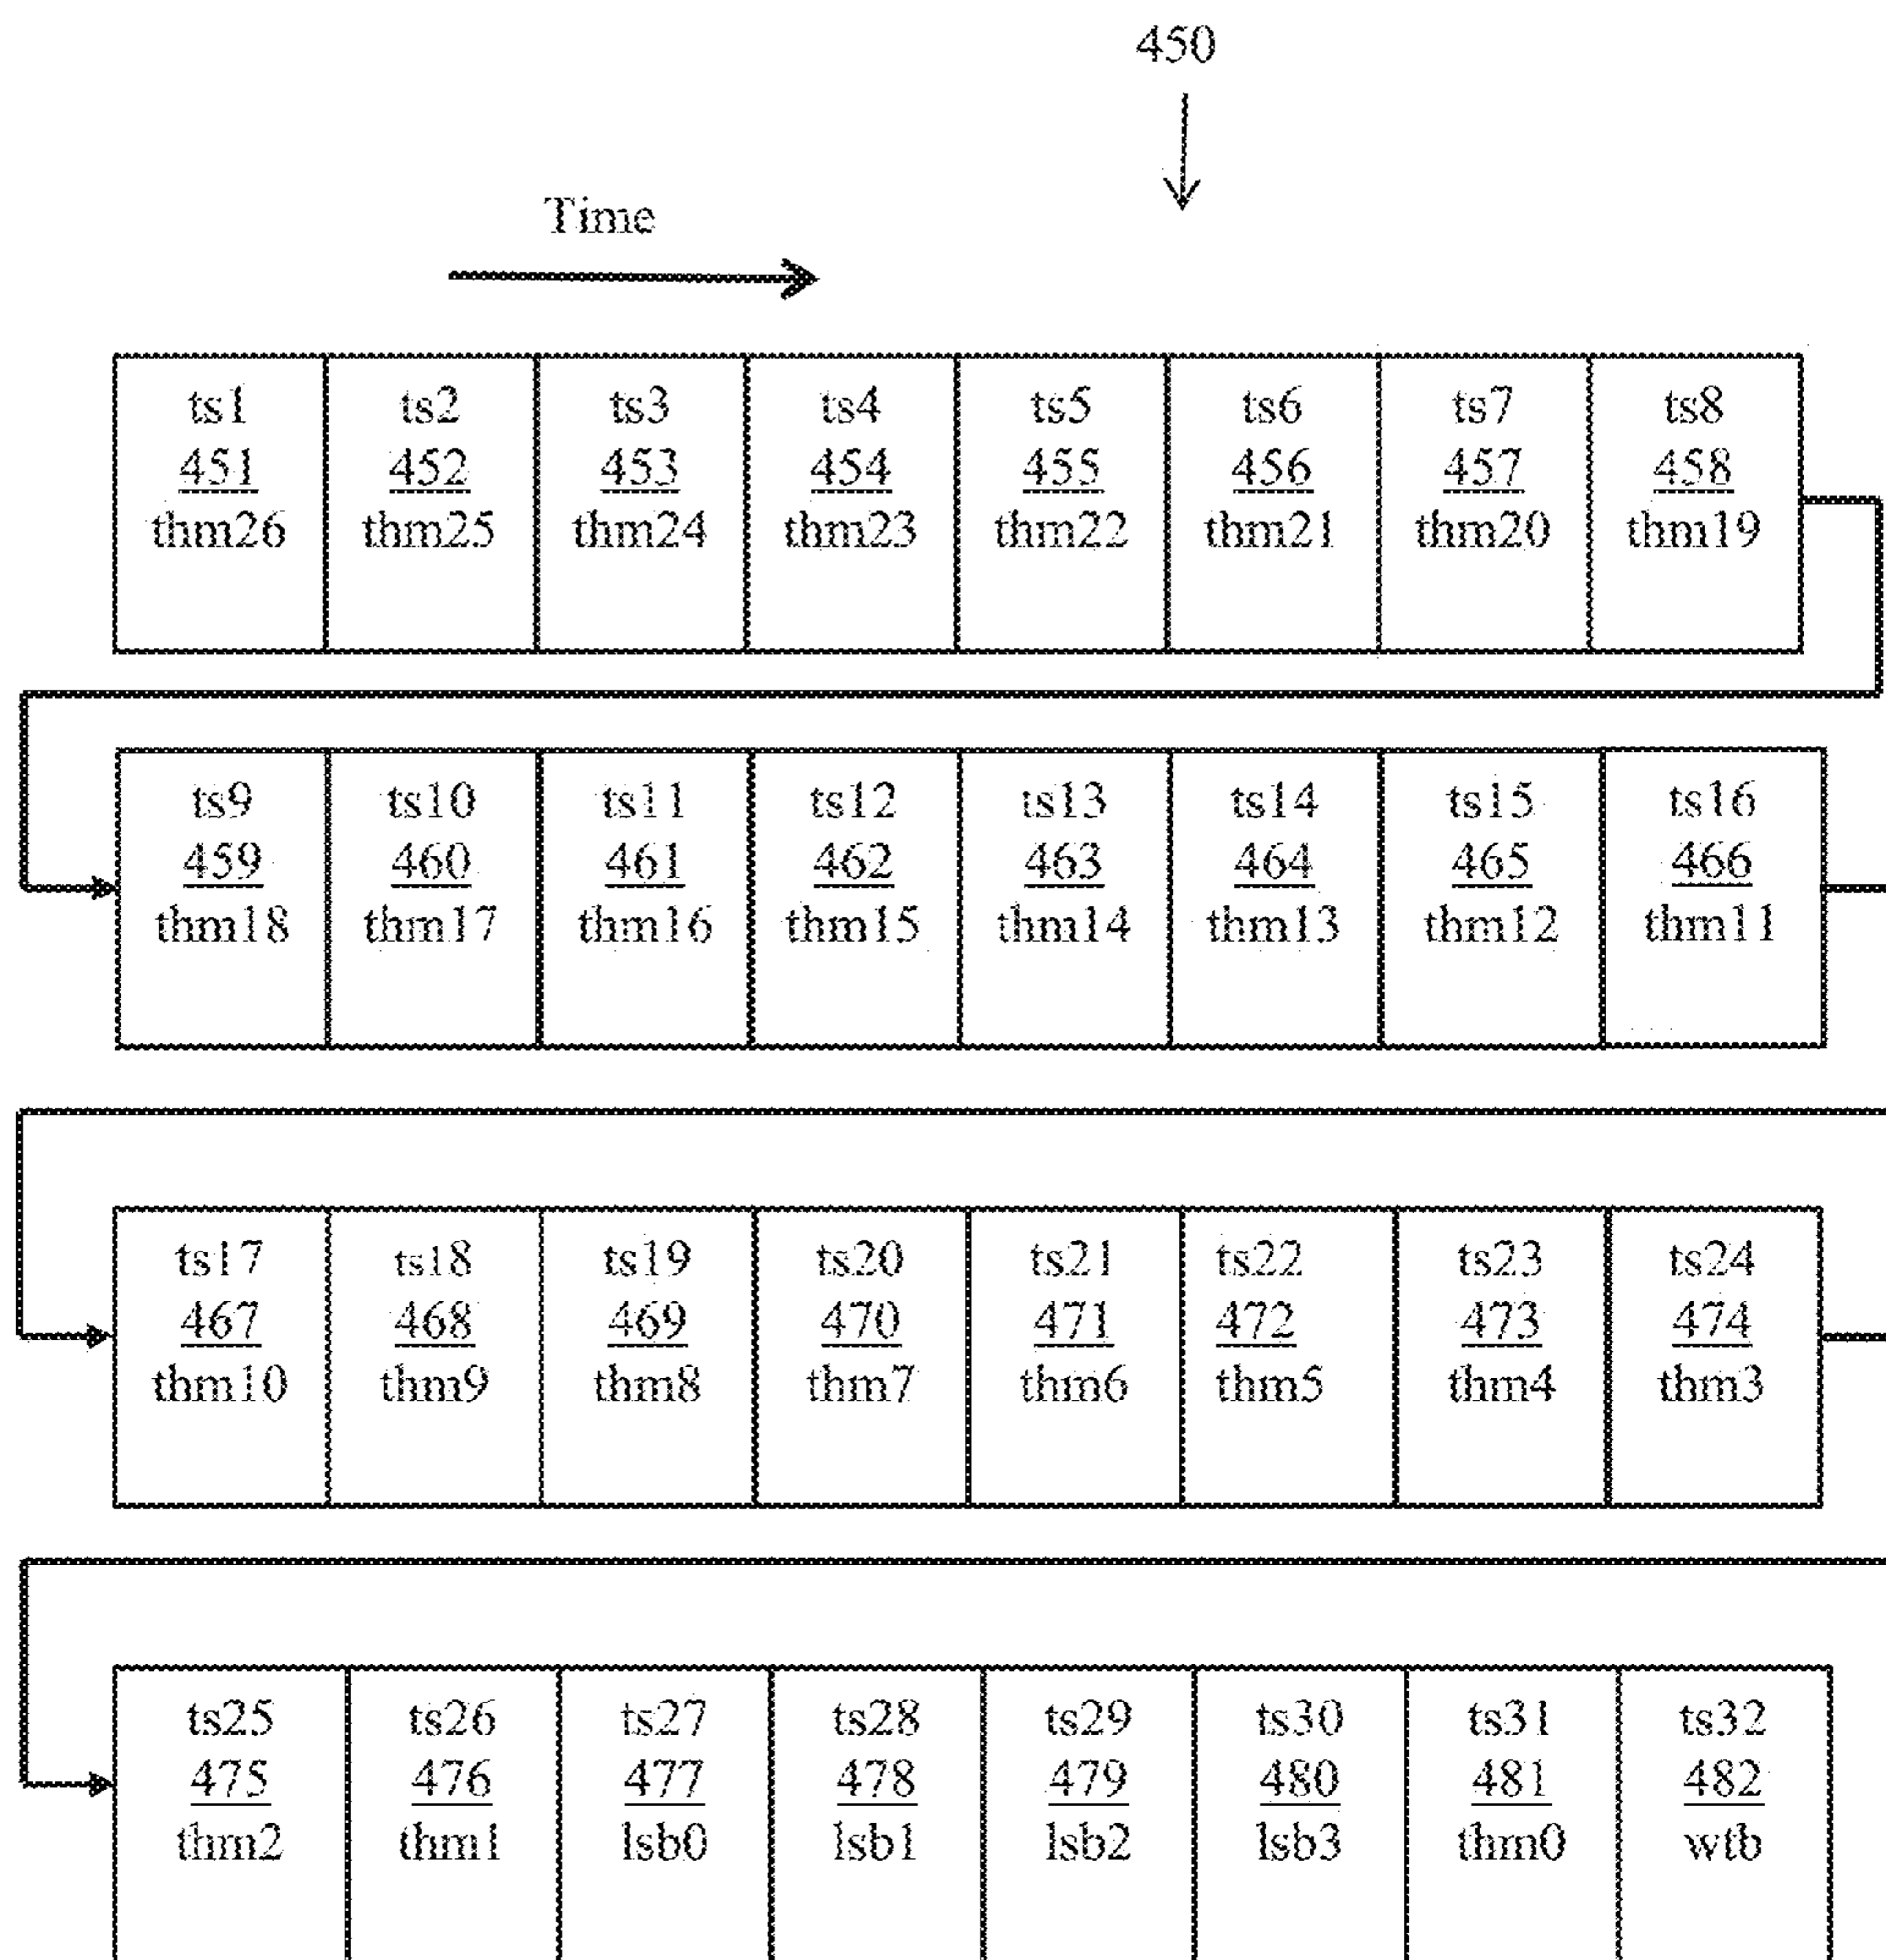 450
Time
ts1 ts2 ts3 ts4 ts5 ts6 ts7 ts8
451 452 453 454 455 456 457 458
thm26 thm25 thm24 thm23 thm22 thm21 thm20 thm19
ts9 ts10 ts11 ts12 ts13 ts14 ts15 ts16
459 460 461 462 463 464 465 466
thm18 thm17 thm16 thm15 thm14 thm13 thm12 thm11
ts17 ts18 ts19 ts20 ts21 ts22 ts23 ts24
467 468 469 470 471 472 473 474
thm10 thm9 thm8 thm7 thm6 thm5 thm4 thm3
ts25 ts26 ts27 ts28 ts29 ts30 ts31 ts32
475 476 477 478 479 480 481 482
thm2 thm1 lsb0 lsb1 lsb2 lsb3 thm0 wtb